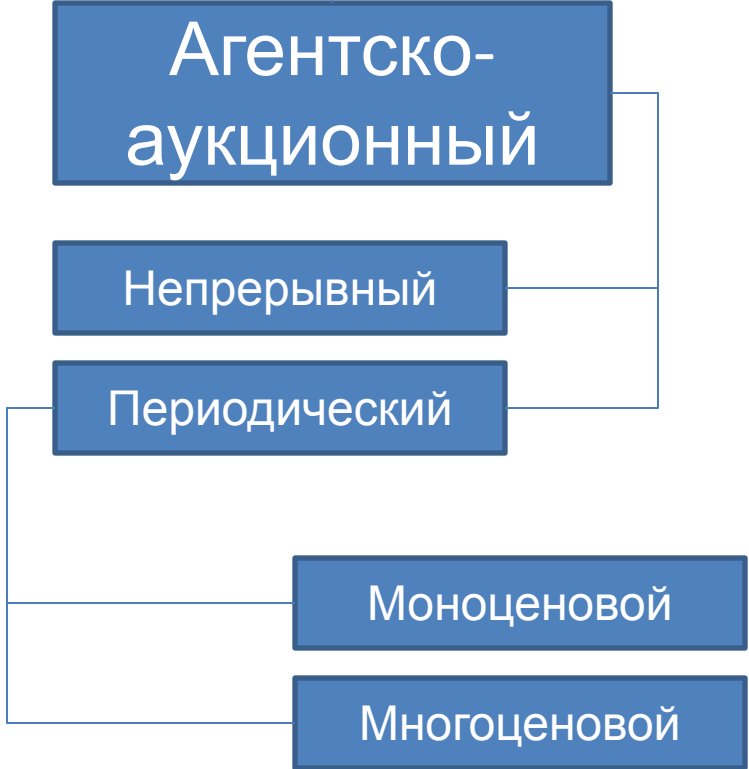 Агентско-
аукционный
Непрерывный
Периодический
Моноценовой
Многоценовой